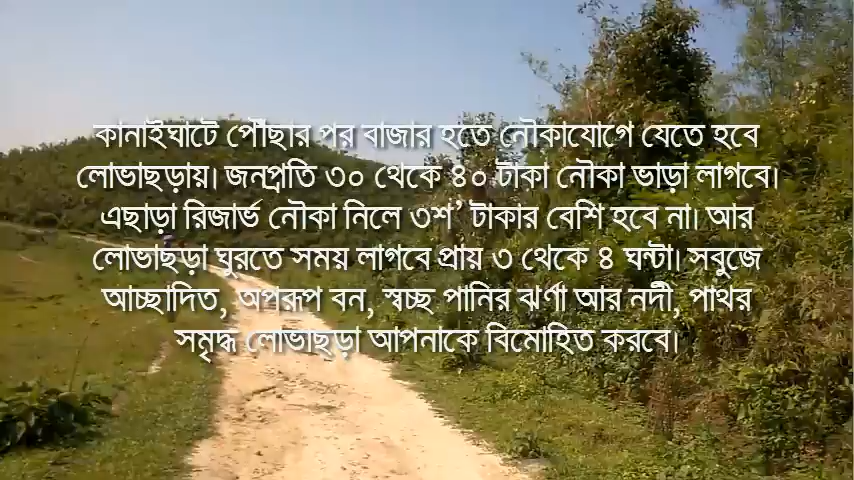 কানাইঘাটে পৌঁছার পর বাজার হতে নৌকাযোগে যেতে হবে
লোভাছড়ায়। জনপ্রতি ৩০ থেকে ৪০ টাকা নৌকা ভাড়া লাগবে।
এছাড়া রিজার্ভ নৌকা নিলে ৩শ’ টাকার বেশি হবে না। আর
লোভাছড়া ঘুরতে সময় লাগবে প্রায় ৩ থেকে ৪ ঘন্টা। সবুজে
আচ্ছাদিত, অপরূপ বন, স্বচ্ছ পানির ঝর্ণা আর নদী, পাথর
সমৃদ্ধ লোভাছড়া আপনাকে বিমোহিত করবে।